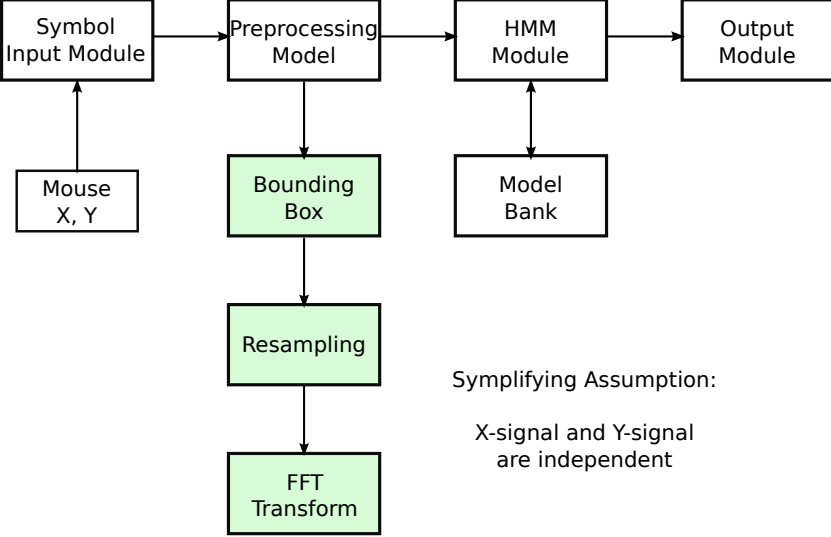 Symbol
Input Module
Preprocessing
Model
HMM
Module
Output
Module
Mouse
X, Y
Bounding
Box
Model
Bank
Resampling
Symplifying Assumption:
X-signal and Y-signal
are independent
FFT
Transform